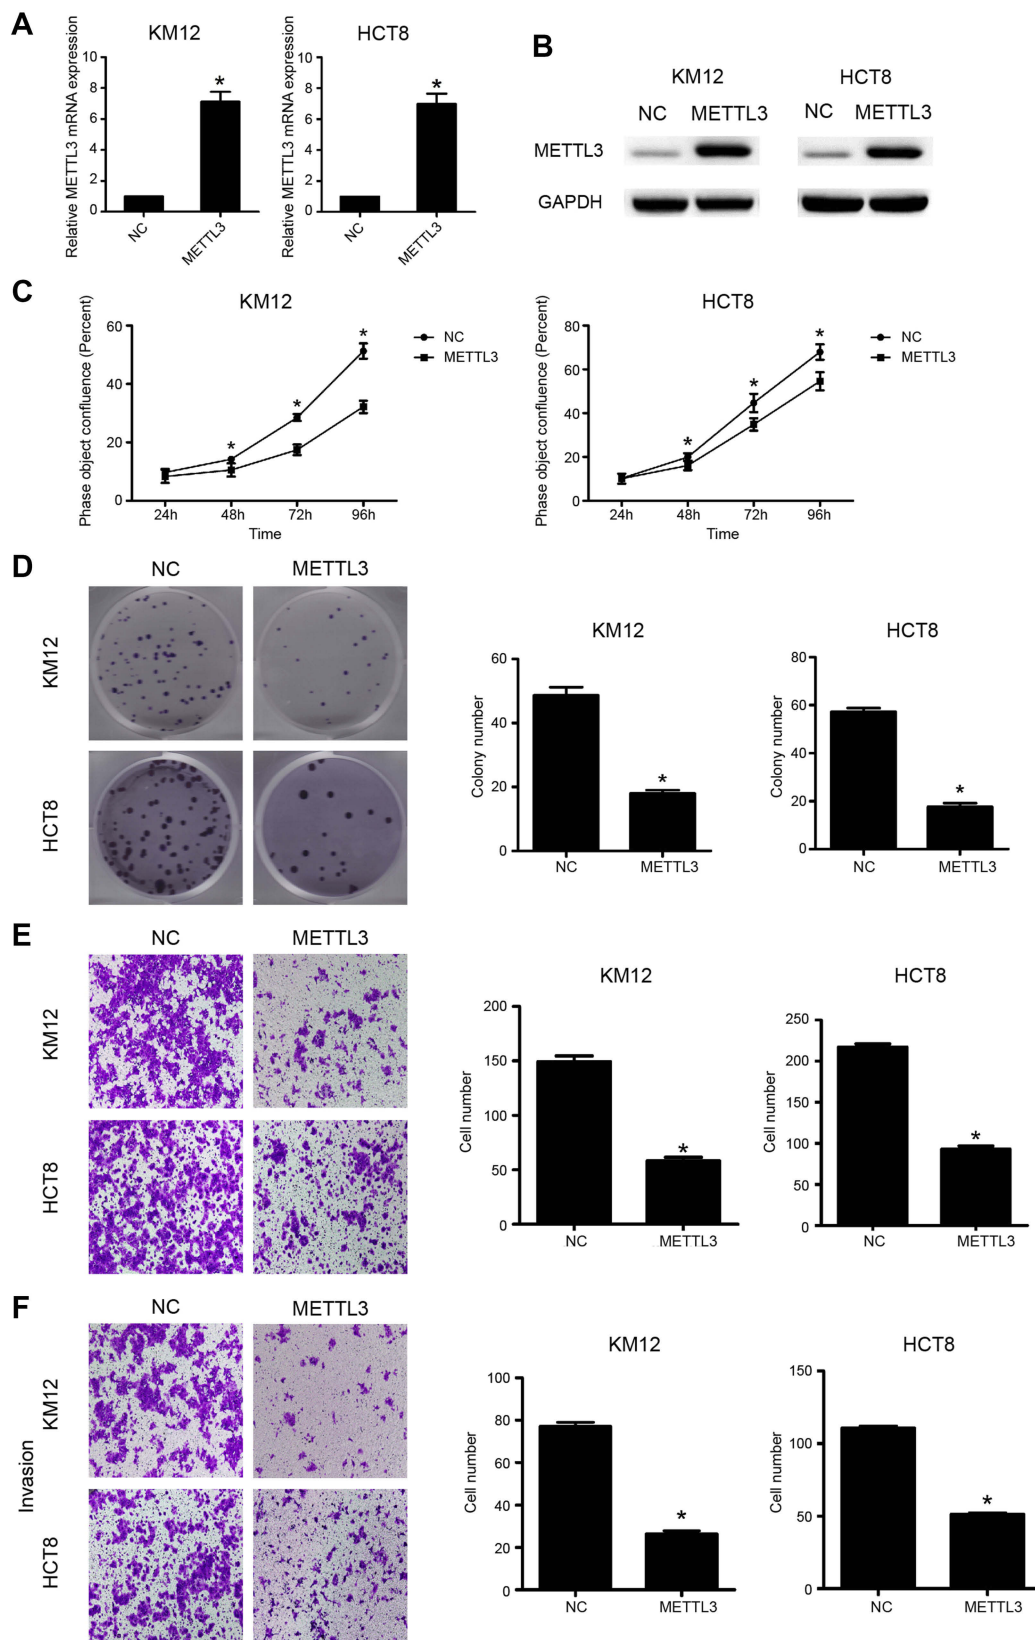 A
KM12
HCT8
Relative METTL3 mRNA expression
10
8
6
4
2
0
NC
METTL3
Relative METTL3 mRNA expression
10
8
6
4
2
0
NC
METTL3
B
KM12
HCT8
NC METTL3
NC METTL3
METTL3
GAPDH
C
KM12
Phase object confluence (Percent)
60
40
20
0
24h 48h 72h 96h
Time
NC
METTL3
* * *
HCT8
Phase object confluence (Percent)
80
60
40
20
0
24h 48h 72h 96h
Time
NC
METTL3
* * *
D
NC METTL3
KM12
HCT8
KM12
Colony number
60
40
20
0
*
NC METTL3
HCT8
Colony number
80
60
40
20
0
*
NC METTL3
E
NC METTL3
KM12
HCT8
KM12
Cell number
200
150
100
50
0
*
NC METTL3
HCT8
Cell number
250
200
150
100
50
0
*
NC METTL3
F
NC METTL3
Invasion
KM12
HCT8
KM12
Cell number
100
80
60
40
20
0
*
NC METTL3
HCT8
Cell number
150
100
50
0
*
NC METTL3